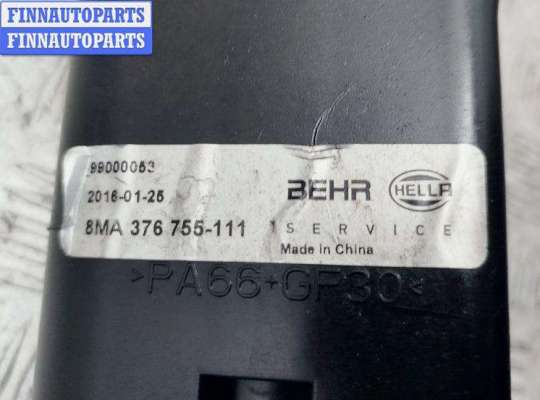 FINNAUTOPARTS
FINNAUTOPARTS
99000053
2016-01-25
8MA 376 755-111
BEHR HELLA
SERVICE
Made in China
>PA66+GF30<